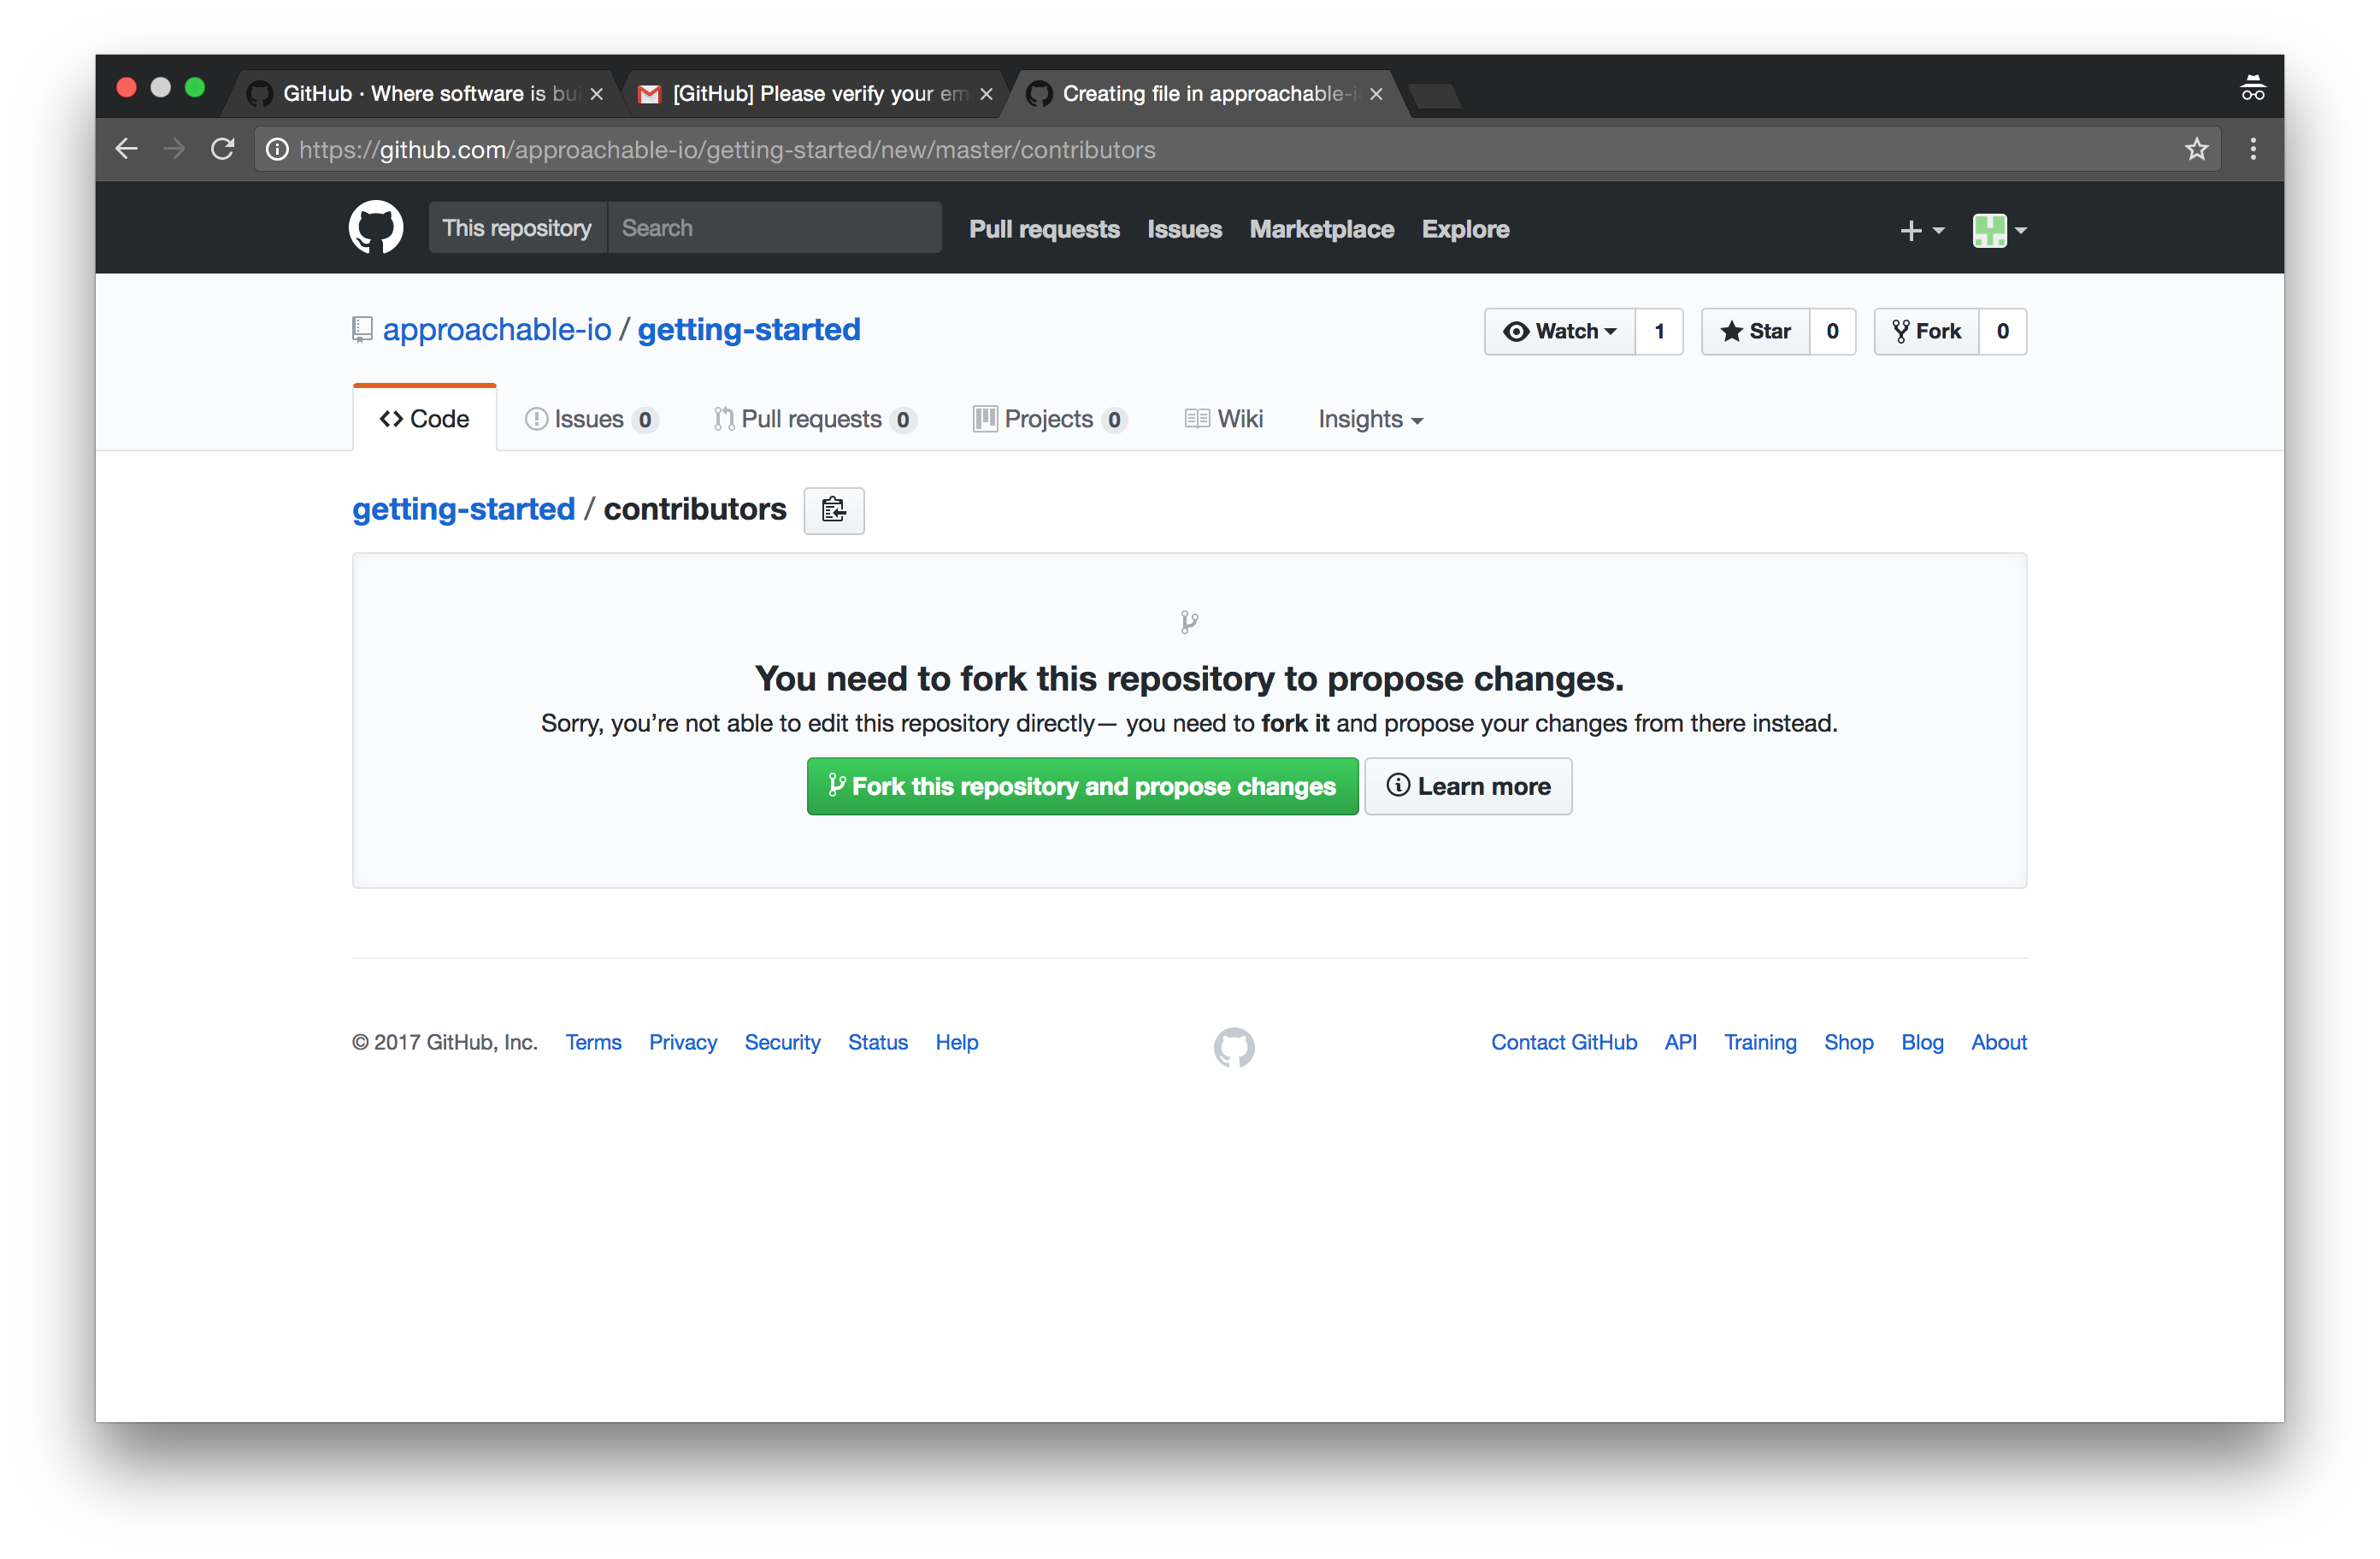 GitHub · Where software is bui
[GitHub] Please verify your em
Creating file in approachable-i
https://github.com/approachable-io/getting-started/new/master/contributors
This repository Search Pull requests Issues Marketplace Explore
approachable-io / getting-started
Watch 1 Star 0 Fork 0
Code Issues 0 Pull requests 0 Projects 0 Wiki Insights
getting-started / contributors
You need to fork this repository to propose changes.
Sorry, you’re not able to edit this repository directly— you need to fork it and propose your changes from there instead.
Fork this repository and propose changes Learn more
© 2017 GitHub, Inc. Terms Privacy Security Status Help Contact GitHub API Training Shop Blog About